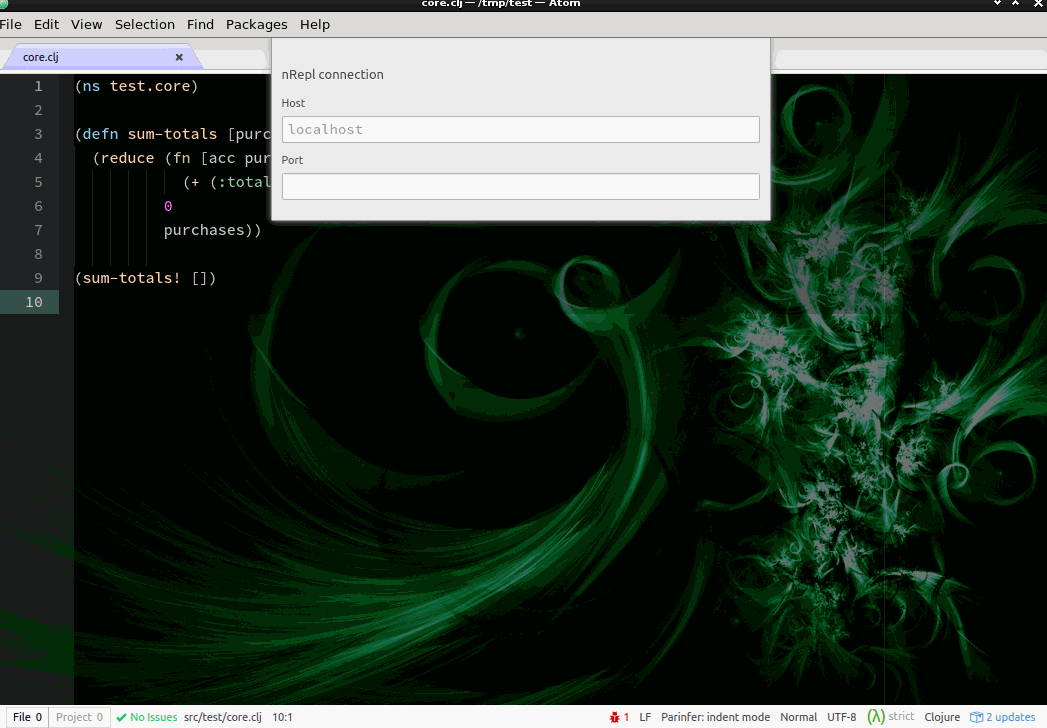 core.clj — /tmp/test — Atom
File Edit View Selection Find Packages Help
core.clj
nRepl connection
Host
localhost
Port
1 (ns test.core)
2
3 (defn sum-totals [purc
4 (reduce (fn [acc pur
5 (+ (:total
6 0
7 purchases))
8
9 (sum-totals! [])
10
File 0 Project 0 No Issues src/test/core.clj 10:1 1 LF Parinfer: indent mode Normal UTF-8 (λ) strict Clojure 2 updates